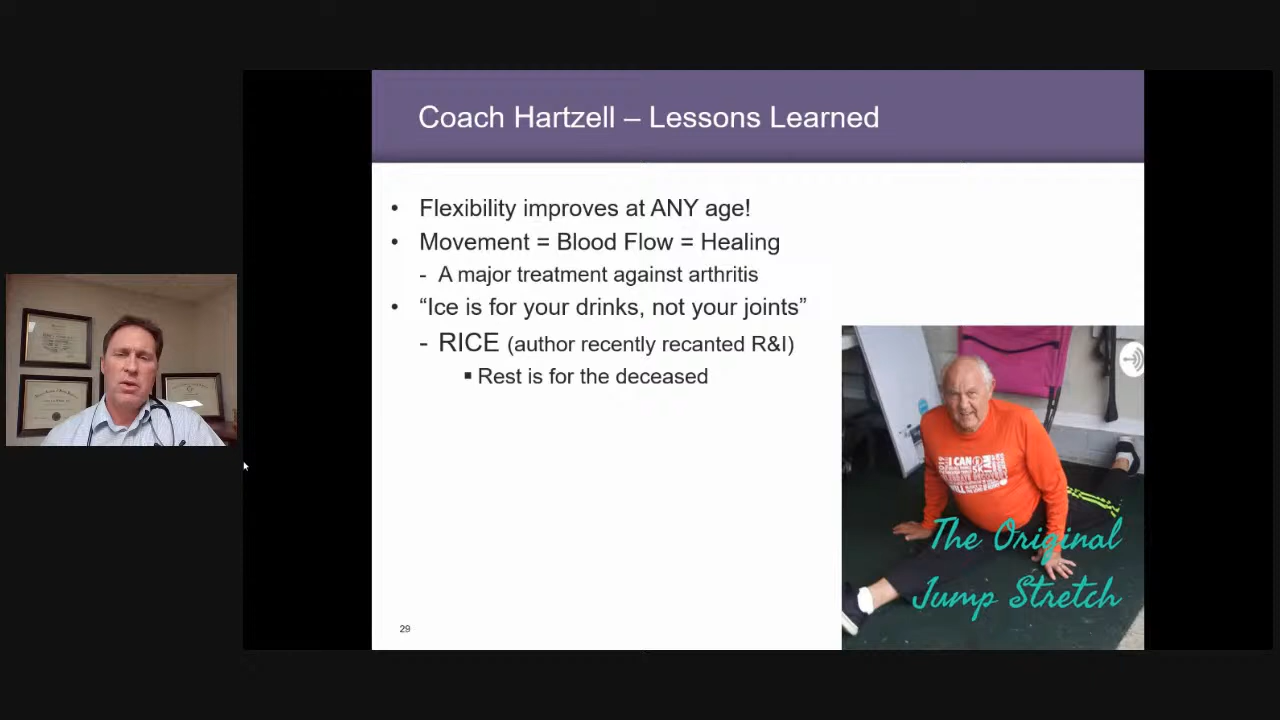 Coach Hartzell – Lessons Learned
• Flexibility improves at ANY age!
• Movement = Blood Flow = Healing
- A major treatment against arthritis
• “Ice is for your drinks, not your joints”
- RICE (author recently recanted R&I)
▪ Rest is for the deceased
I CAN
The Original
Jump Stretch
29